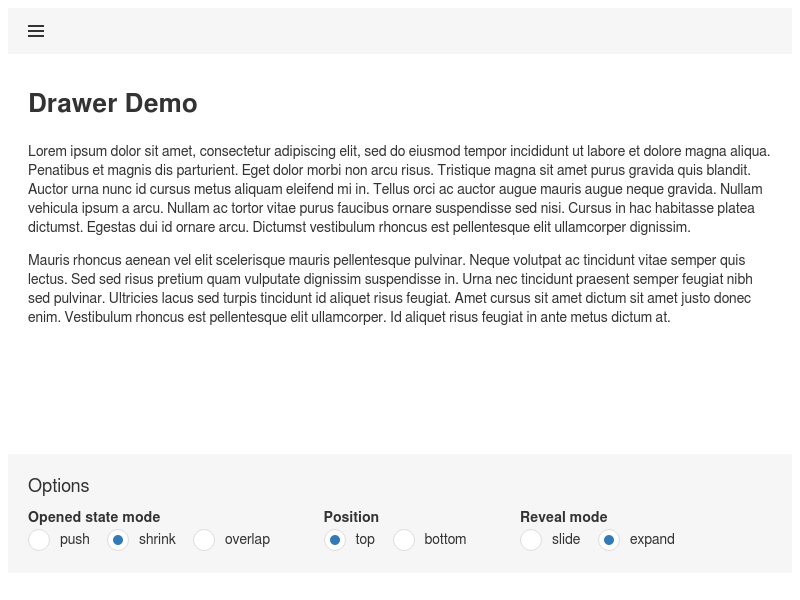 Drawer Demo
Lorem ipsum dolor sit amet, consectetur adipiscing elit, sed do eiusmod tempor incididunt ut labore et dolore magna aliqua.
Penatibus et magnis dis parturient. Eget dolor morbi non arcu risus. Tristique magna sit amet purus gravida quis blandit.
Auctor urna nunc id cursus metus aliquam eleifend mi in. Tellus orci ac auctor augue mauris augue neque gravida. Nullam
vehicula ipsum a arcu. Nullam ac tortor vitae purus faucibus ornare suspendisse sed nisi. Cursus in hac habitasse platea
dictumst. Egestas dui id ornare arcu. Dictumst vestibulum rhoncus est pellentesque elit ullamcorper dignissim.
Mauris rhoncus aenean vel elit scelerisque mauris pellentesque pulvinar. Neque volutpat ac tincidunt vitae semper quis
lectus. Sed sed risus pretium quam vulputate dignissim suspendisse in. Urna nec tincidunt praesent semper feugiat nibh
sed pulvinar. Ultricies lacus sed turpis tincidunt id aliquet risus feugiat. Amet cursus sit amet dictum sit amet justo donec
enim. Vestibulum rhoncus est pellentesque elit ullamcorper. Id aliquet risus feugiat in ante metus dictum at.
Options
Opened state mode Position Reveal mode
push shrink overlap top bottom slide expand